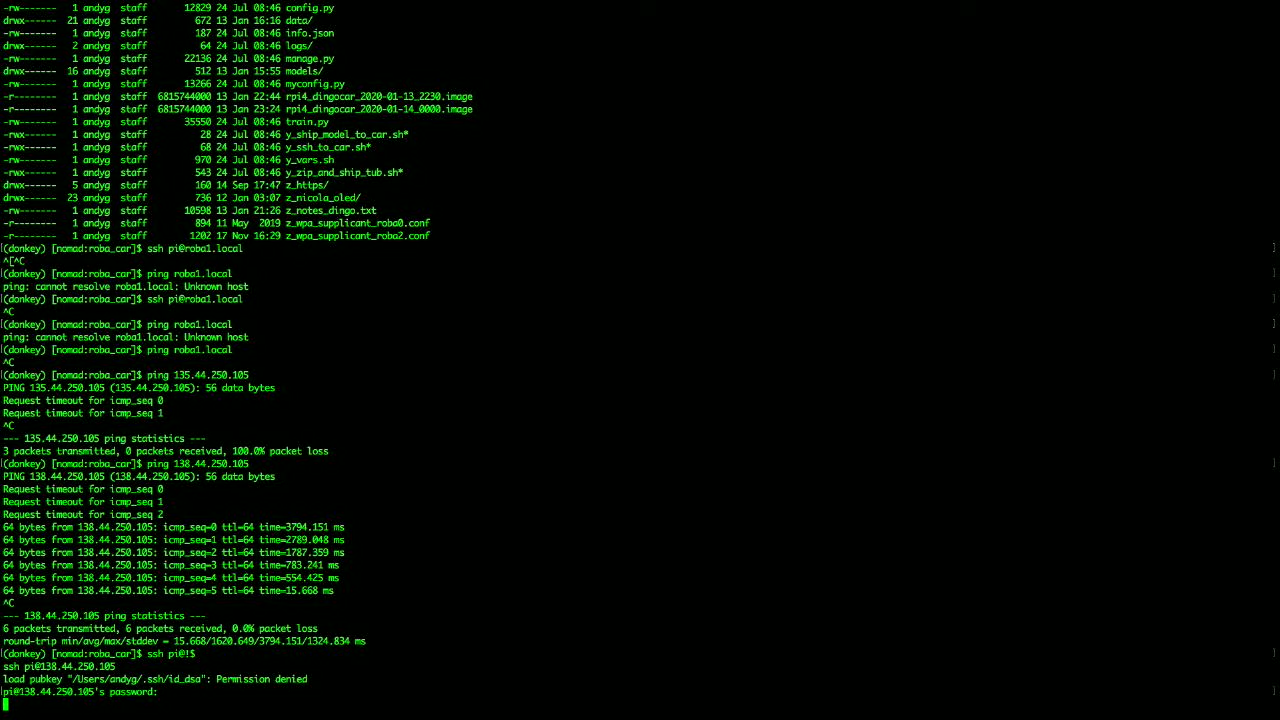 -rw-------   1 andyg  staff       12829 24 Jul 08:46 config.py
drwx------  21 andyg  staff         672 13 Jan 16:16 data/
-rw-------   1 andyg  staff         187 24 Jul 08:46 info.json
drwx------   2 andyg  staff          64 24 Jul 08:46 logs/
-rw-------   1 andyg  staff       22136 24 Jul 08:46 manage.py
drwx------  16 andyg  staff         512 13 Jan 15:55 models/
-rw-------   1 andyg  staff       13266 24 Jul 08:46 myconfig.py
-r--------   1 andyg  staff  6815744000 13 Jan 22:44 rpi4_dingocar_2020-01-13_2230.image
-r--------   1 andyg  staff  6815744000 13 Jan 23:24 rpi4_dingocar_2020-01-14_0000.image
-rw-------   1 andyg  staff       35550 24 Jul 08:46 train.py
-rwx------   1 andyg  staff          28 24 Jul 08:46 y_ship_model_to_car.sh*
-rwx------   1 andyg  staff          68 24 Jul 08:46 y_ssh_to_car.sh*
-rw-------   1 andyg  staff         970 24 Jul 08:46 y_vars.sh
-rwx------   1 andyg  staff         543 24 Jul 08:46 y_zip_and_ship_tub.sh*
drwx------   5 andyg  staff         160 14 Sep 17:47 z_https/
drwx------  23 andyg  staff         736 12 Jan 03:07 z_nicola_oled/
-rw-------   1 andyg  staff       10598 13 Jan 21:26 z_notes_dingo.txt
-r--------   1 andyg  staff         894 11 May  2019 z_wpa_supplicant_roba0.conf
-r--------   1 andyg  staff        1202 17 Nov 16:29 z_wpa_supplicant_roba2.conf
[(donkey) [nomad:roba_car]$ ssh pi@roba1.local ]
^[^C
[(donkey) [nomad:roba_car]$ ping roba1.local ]
ping: cannot resolve roba1.local: Unknown host
[(donkey) [nomad:roba_car]$ ssh pi@roba1.local ]
^C
[(donkey) [nomad:roba_car]$ ping roba1.local ]
ping: cannot resolve roba1.local: Unknown host
[(donkey) [nomad:roba_car]$ ping roba1.local ]
^C
[(donkey) [nomad:roba_car]$ ping 135.44.250.105 ]
PING 135.44.250.105 (135.44.250.105): 56 data bytes
Request timeout for icmp_seq 0
Request timeout for icmp_seq 1
^C
--- 135.44.250.105 ping statistics ---
3 packets transmitted, 0 packets received, 100.0% packet loss
[(donkey) [nomad:roba_car]$ ping 138.44.250.105 ]
PING 138.44.250.105 (138.44.250.105): 56 data bytes
Request timeout for icmp_seq 0
Request timeout for icmp_seq 1
Request timeout for icmp_seq 2
64 bytes from 138.44.250.105: icmp_seq=0 ttl=64 time=3794.151 ms
64 bytes from 138.44.250.105: icmp_seq=1 ttl=64 time=2789.048 ms
64 bytes from 138.44.250.105: icmp_seq=2 ttl=64 time=1787.359 ms
64 bytes from 138.44.250.105: icmp_seq=3 ttl=64 time=783.241 ms
64 bytes from 138.44.250.105: icmp_seq=4 ttl=64 time=554.425 ms
64 bytes from 138.44.250.105: icmp_seq=5 ttl=64 time=15.668 ms
^C
--- 138.44.250.105 ping statistics ---
6 packets transmitted, 6 packets received, 0.0% packet loss
round-trip min/avg/max/stddev = 15.668/1620.649/3794.151/1324.834 ms
[(donkey) [nomad:roba_car]$ ssh pi@!$ ]
ssh pi@138.44.250.105
load pubkey "/Users/andyg/.ssh/id_dsa": Permission denied
[pi@138.44.250.105's password: ]